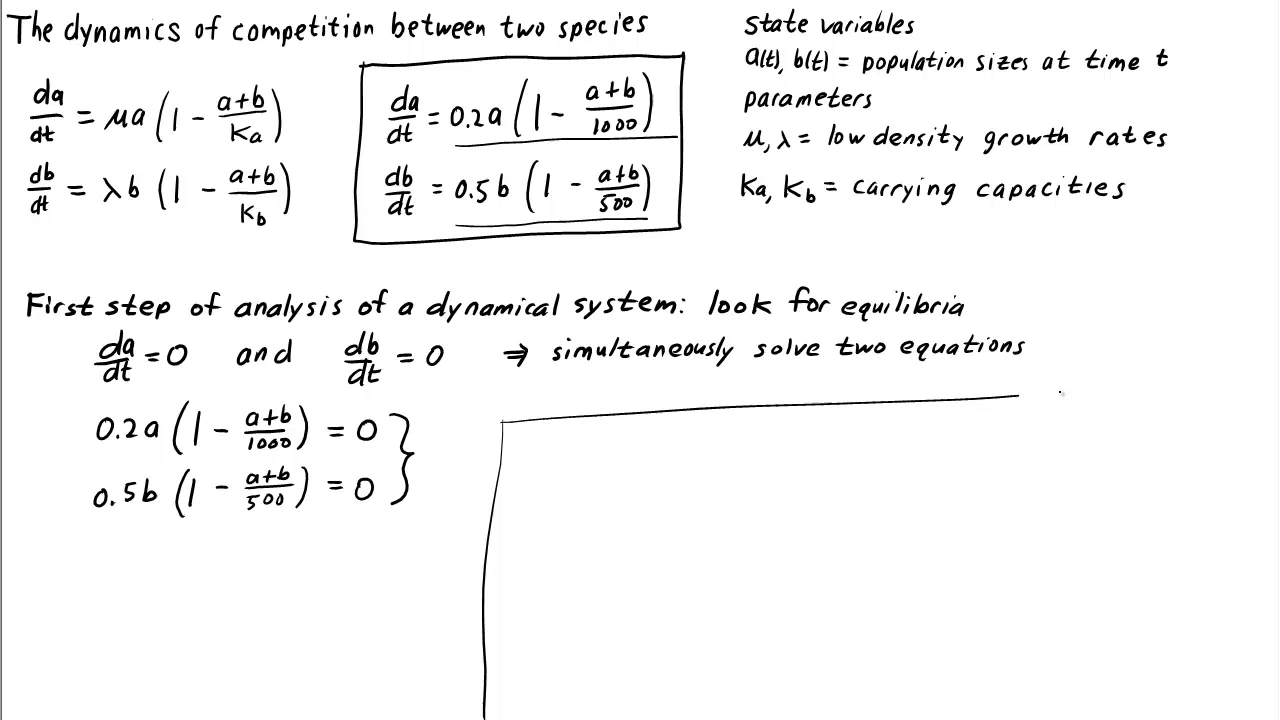 The dynamics of competition between two species
da/dt = μa (1 - (a+b)/Ka)
db/dt = λb (1 - (a+b)/Kb)
da/dt = 0.2a (1 - (a+b)/1000)
db/dt = 0.5b (1 - (a+b)/500)
State variables
a(t), b(t) = population sizes at time t
parameters
μ, λ = low density growth rates
Ka, Kb = carrying capacities
First step of analysis of a dynamical system: look for equilibria
da/dt = 0 and db/dt = 0 ⇒ simultaneously solve two equations
0.2a (1 - (a+b)/1000) = 0
0.5b (1 - (a+b)/500) = 0 }